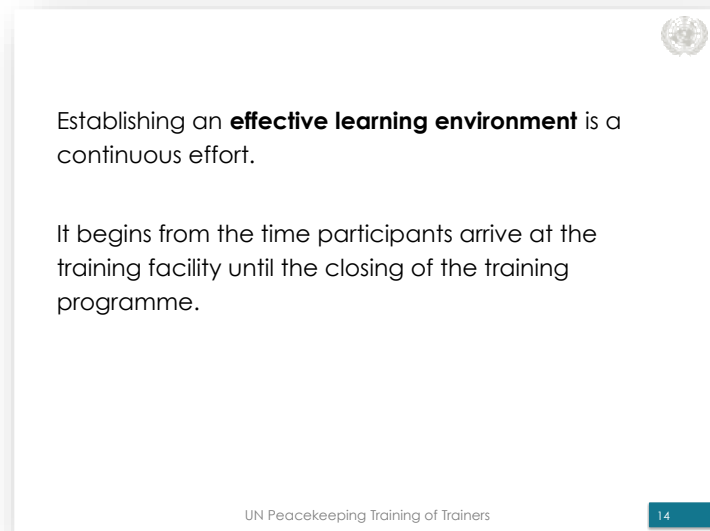 Establishing an effective learning environment is a
continuous effort.
It begins from the time participants arrive at the
training facility until the closing of the training
programme.
UN Peacekeeping Training of Trainers
14